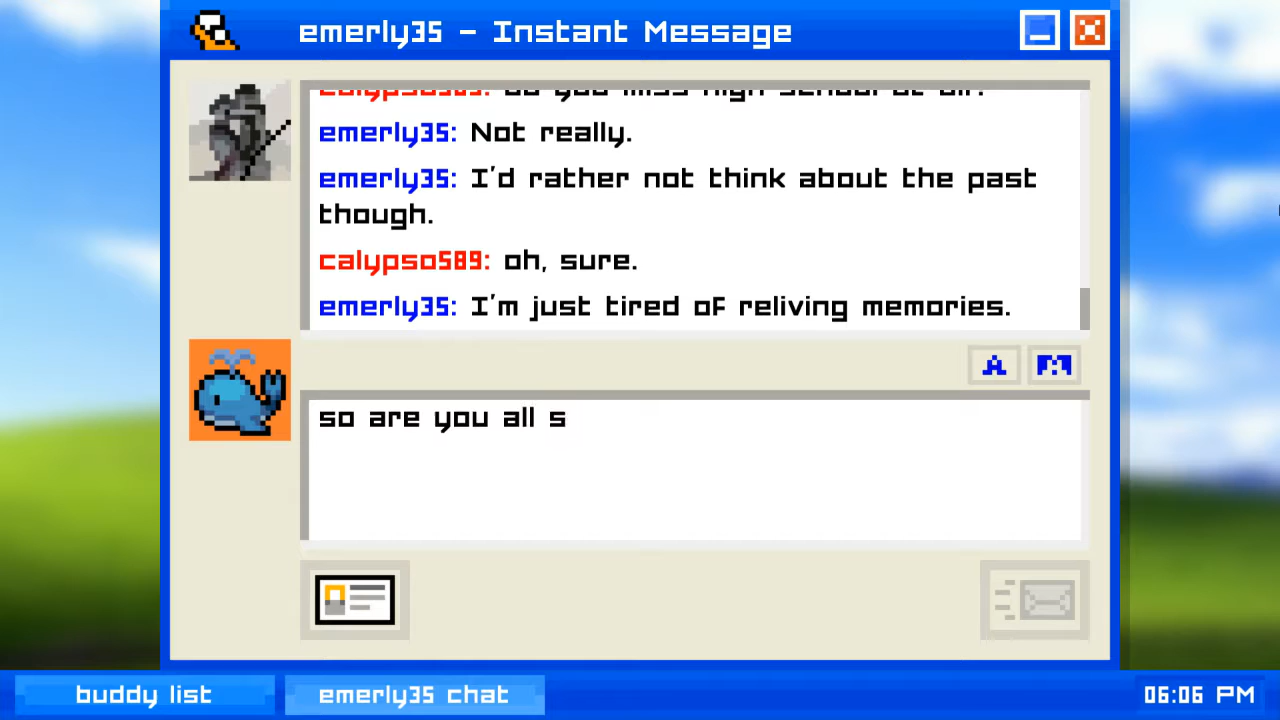 emerly35 - Instant Message
emerly35: Not really.
emerly35: I'd rather not think about the past
though.
calypso589: oh, sure.
emerly35: I'm just tired of reliving memories.
A
so are you all s
buddy list
emerly35 chat
06:06 PM